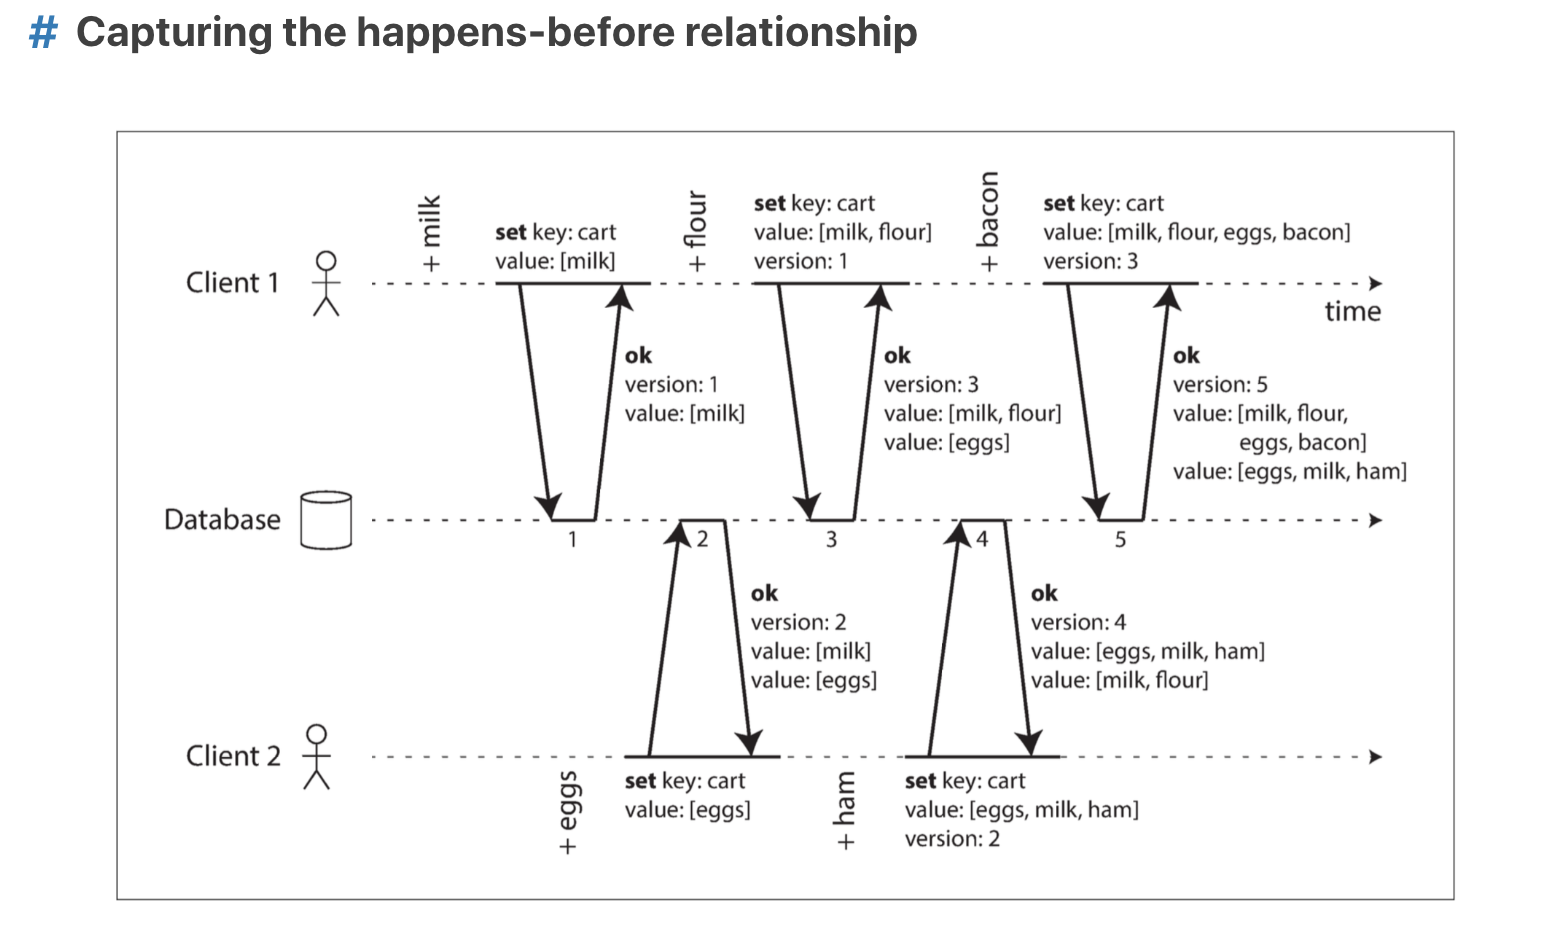 # Capturing the happens-before relationship
+ milk
set key: cart
value: [milk]
+ flour
set key: cart
value: [milk, flour]
version: 1
+ bacon
set key: cart
value: [milk, flour, eggs, bacon]
version: 3
Client 1
time
ok
version: 1
value: [milk]
ok
version: 3
value: [milk, flour]
value: [eggs]
ok
version: 5
value: [milk, flour,
eggs, bacon]
value: [eggs, milk, ham]
Database
1
2
3
4
5
ok
version: 2
value: [milk]
value: [eggs]
ok
version: 4
value: [eggs, milk, ham]
value: [milk, flour]
Client 2
+ eggs
set key: cart
value: [eggs]
+ ham
set key: cart
value: [eggs, milk, ham]
version: 2